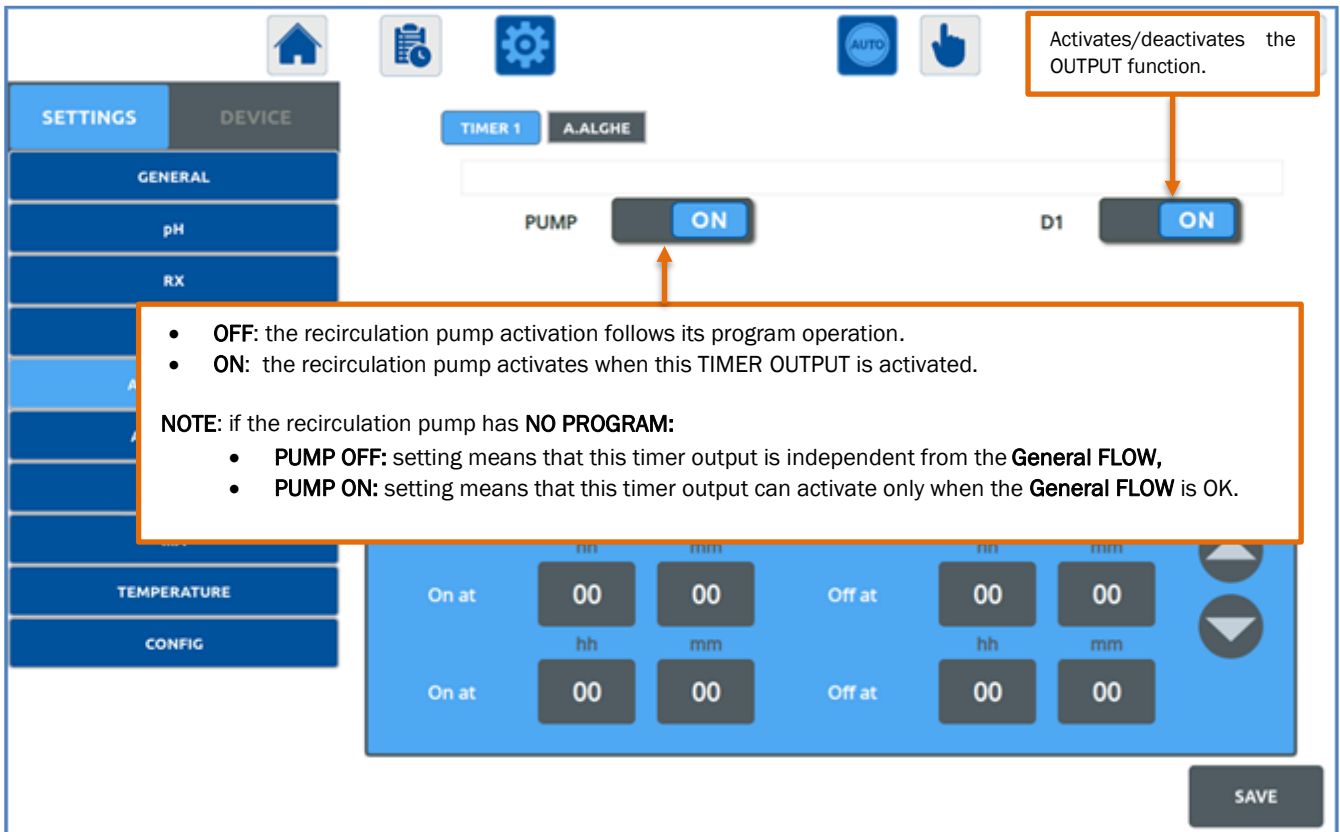 AUTO
Activates/deactivates the
OUTPUT function.
SETTINGS
DEVICE
TIMER 1
A.ALGHE
GENERAL
pH
RX
PUMP
ON
D1
ON
• OFF: the recirculation pump activation follows its program operation.
• ON: the recirculation pump activates when this TIMER OUTPUT is activated.
NOTE: if the recirculation pump has NO PROGRAM:
• PUMP OFF: setting means that this timer output is independent from the General FLOW,
• PUMP ON: setting means that this timer output can activate only when the General FLOW is OK.
A
A
hh mm hh mm
TEMPERATURE
On at 00 00 Off at 00 00
CONFIG
hh mm hh mm
On at 00 00 Off at 00 00
SAVE